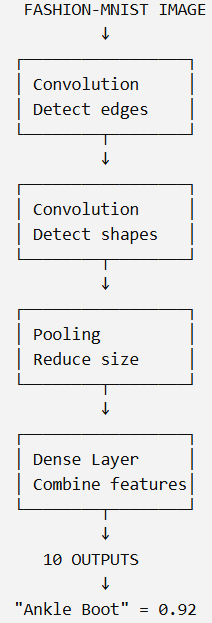 FASHION-MNIST IMAGE
↓
Convolution
Detect edges
↓
Convolution
Detect shapes
↓
Pooling
Reduce size
↓
Dense Layer
Combine features
↓
10 OUTPUTS
↓
"Ankle Boot" = 0.92